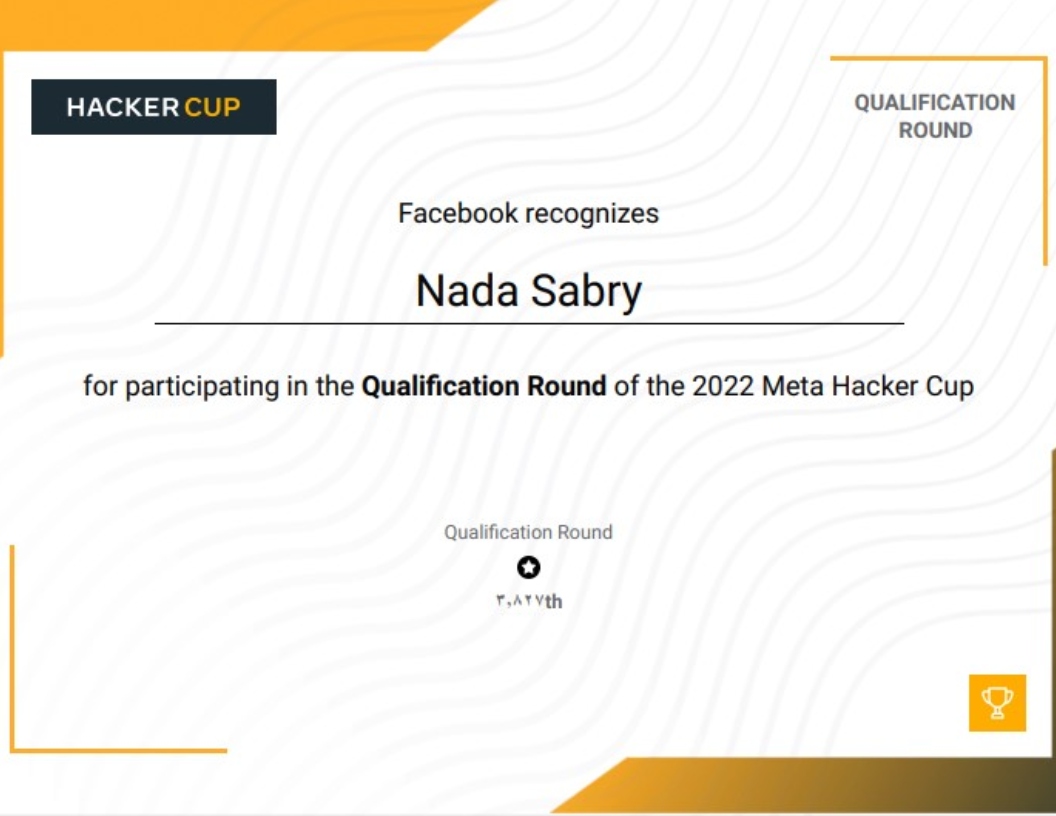 HACKER CUP
QUALIFICATION
ROUND
Facebook recognizes
Nada Sabry
for participating in the Qualification Round of the 2022 Meta Hacker Cup
Qualification Round
٣,٨٢٧th